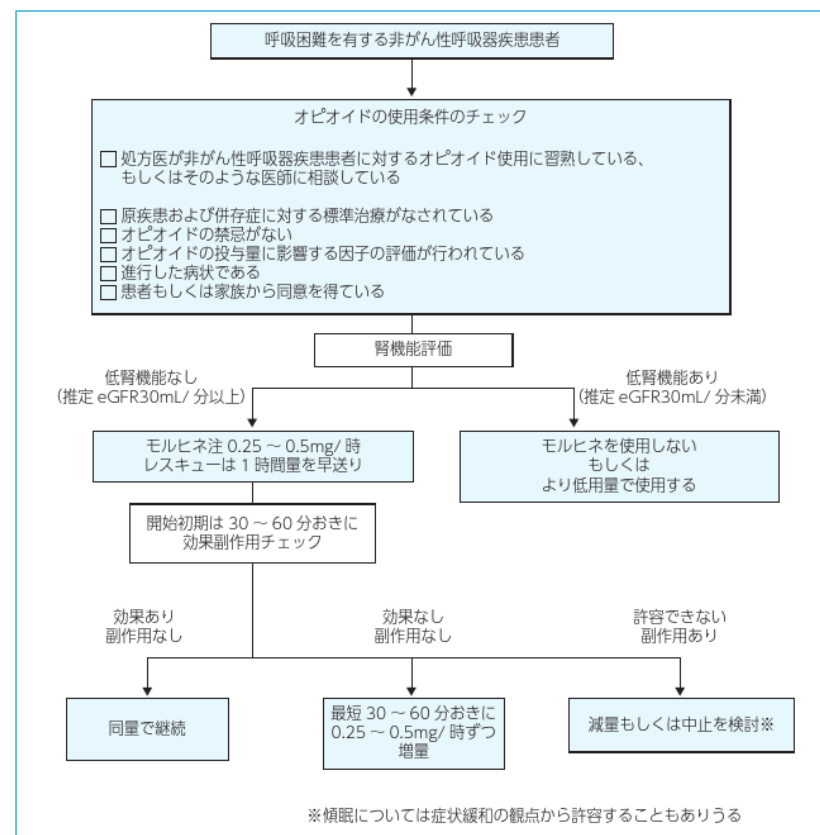 呼吸困難を有する非がん性呼吸器疾患患者
オピオイドの使用条件のチェック
□ 処方医が非がん性呼吸器疾患患者に対するオピオイド使用に習熟している、
もしくはそのような医師に相談している
□ 原疾患および併存症に対する標準治療がなされている
□ オピオイドの禁忌がない
□ オピオイドの投与量に影響する因子の評価が行われている
□ 進行した病状である
□ 患者もしくは家族から同意を得ている
腎機能評価
低腎機能なし
(推定 eGFR30mL/ 分以上)
低腎機能あり
(推定 eGFR30mL/ 分未満)
モルヒネ注 0.25 ～ 0.5mg/ 時
レスキューは 1 時間量を早送り
モルヒネを使用しない
もしくは
より低用量で使用する
開始初期は 30 ～ 60 分おきに
効果副作用チェック
効果あり
副作用なし
効果なし
副作用なし
許容できない
副作用あり
同量で継続
最短 30 ～ 60 分おきに
0.25 ～ 0.5mg/ 時ずつ
増量
減量もしくは中止を検討※
※傾眠については症状緩和の観点から許容することもありうる